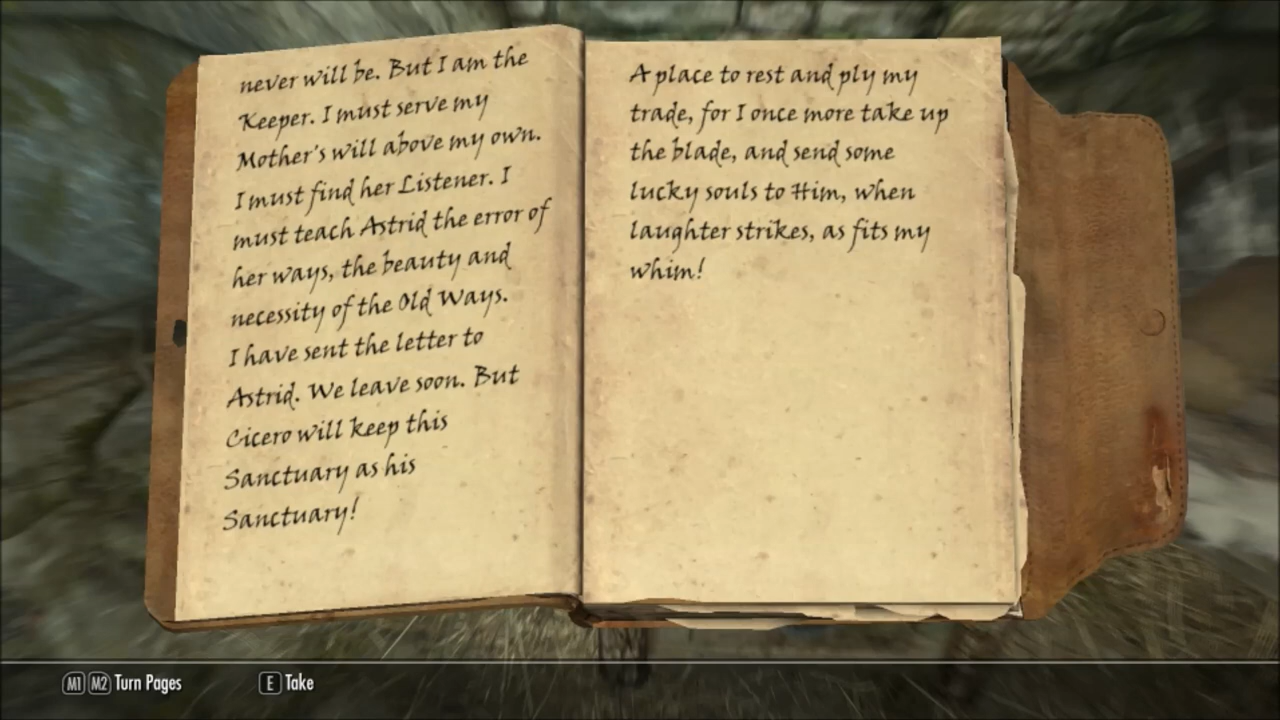 never will be. But I am the
Keeper. I must serve my
Mother's will above my own.
I must find her Listener. I
must teach Astrid the error of
her ways, the beauty and
necessity of the Old Ways.
I have sent the letter to
Astrid. We leave soon. But
Cicero will keep this
Sanctuary as his
Sanctuary!
A place to rest and ply my
trade, for I once more take up
the blade, and send some
lucky souls to Him, when
laughter strikes, as fits my
whim!
M1 M2 Turn Pages
E Take